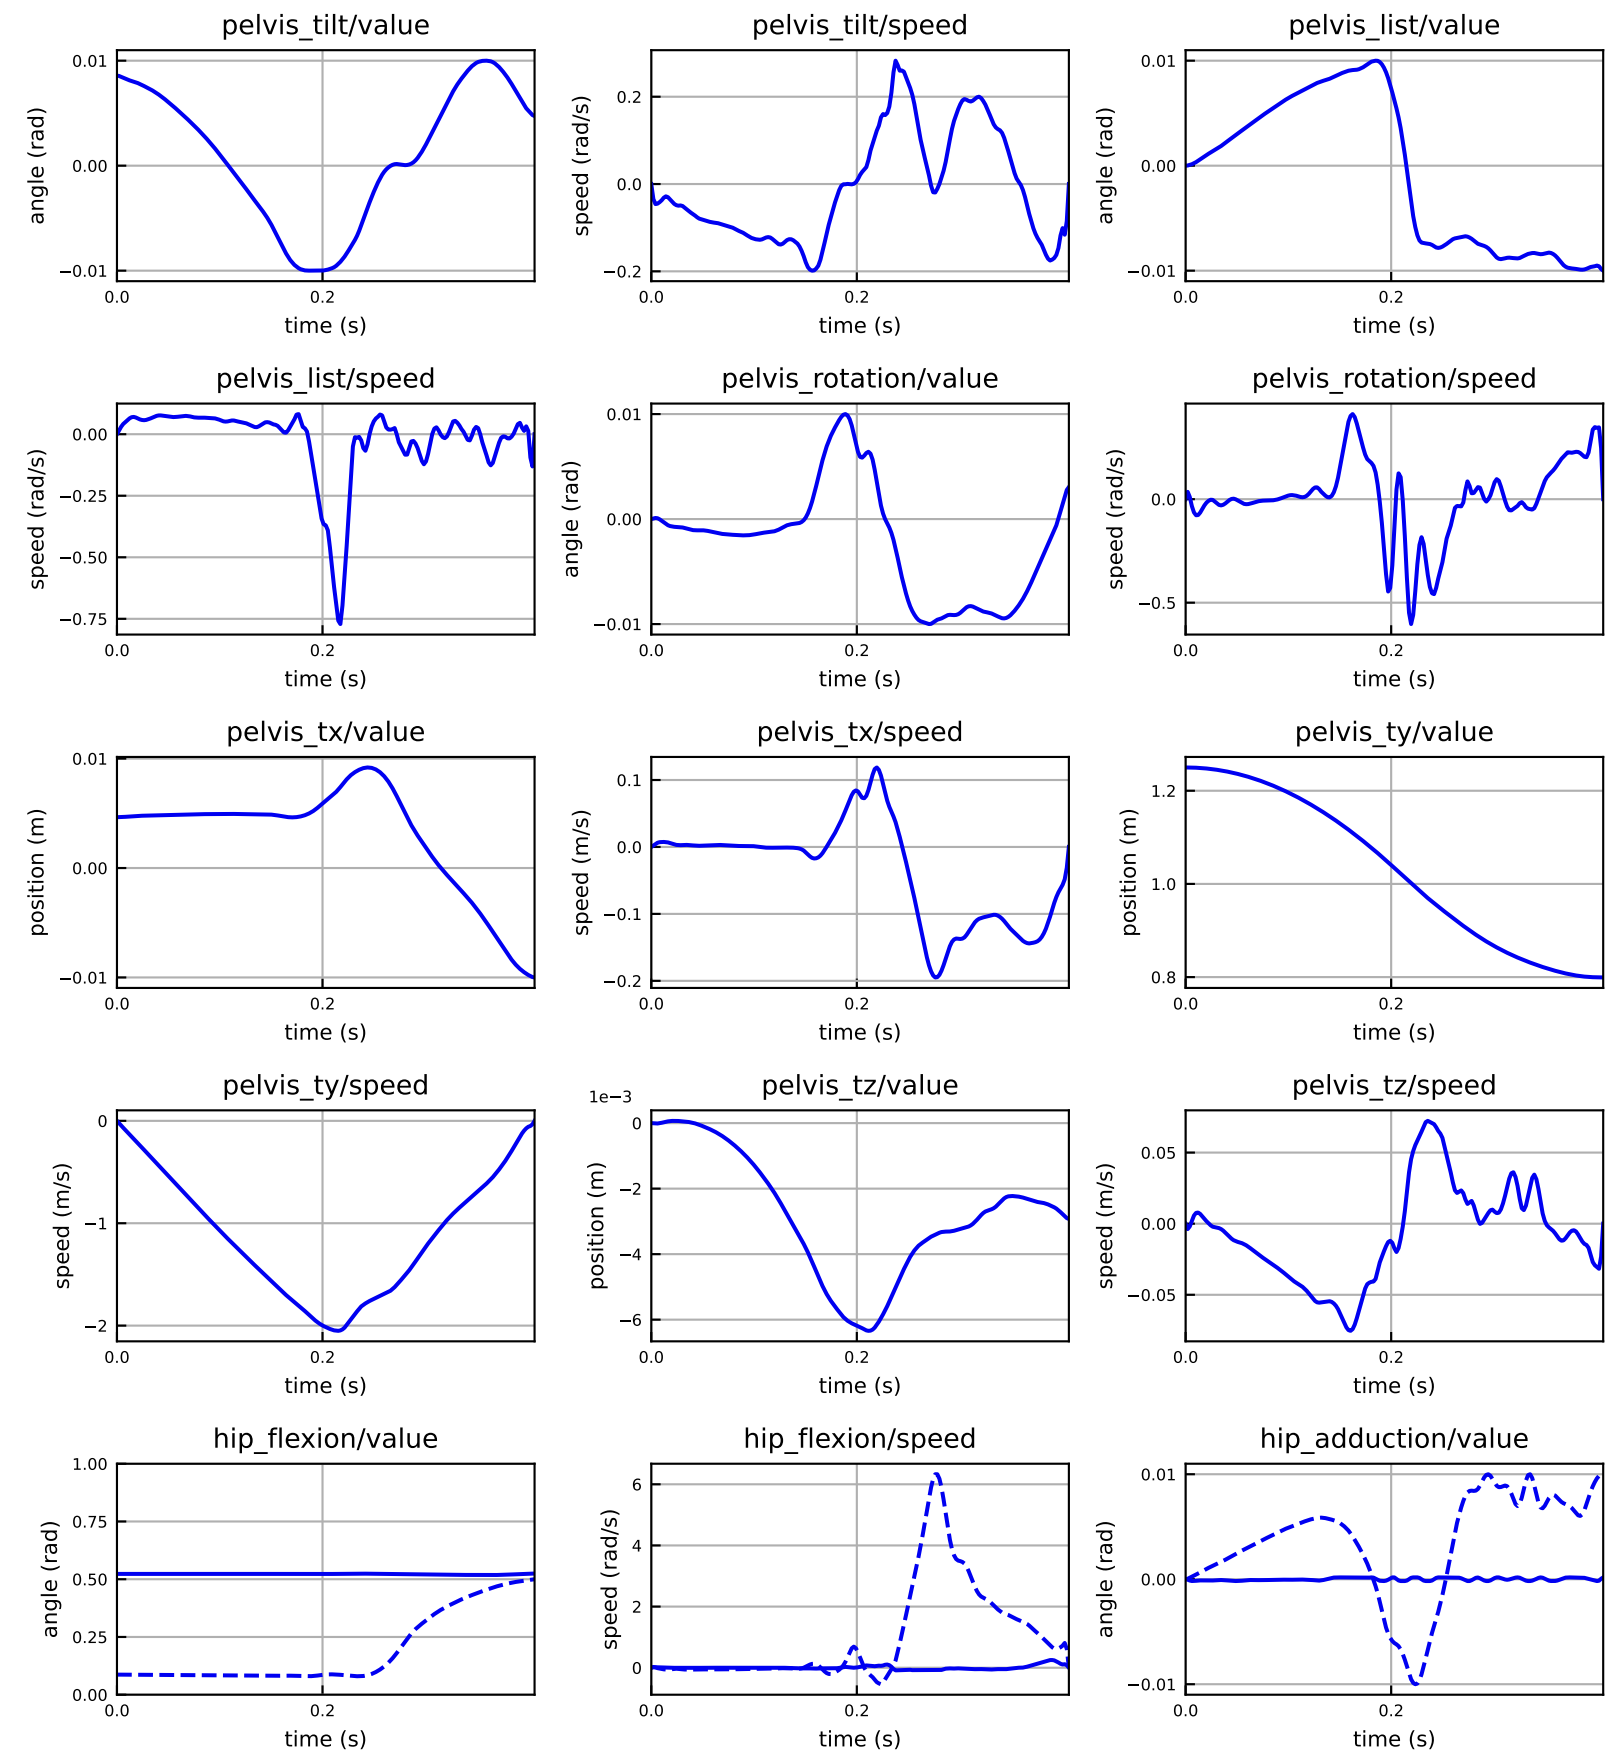 pelvis_tilt/value
angle (rad)
0.01
0.00
−0.01
0.0
0.2
time (s)
pelvis_tilt/speed
speed (rad/s)
0.2
0.0
−0.2
0.0
0.2
time (s)
pelvis_list/value
angle (rad)
0.01
0.00
−0.01
0.0
0.2
time (s)
pelvis_list/speed
speed (rad/s)
0.00
−0.25
−0.50
−0.75
0.0
0.2
time (s)
pelvis_rotation/value
angle (rad)
0.01
0.00
−0.01
0.0
0.2
time (s)
pelvis_rotation/speed
speed (rad/s)
0.0
−0.5
0.0
0.2
time (s)
pelvis_tx/value
position (m)
0.01
0.00
−0.01
0.0
0.2
time (s)
pelvis_tx/speed
speed (m/s)
0.1
0.0
−0.1
−0.2
0.0
0.2
time (s)
pelvis_ty/value
position (m)
1.2
1.0
0.8
0.0
0.2
time (s)
pelvis_ty/speed
speed (m/s)
0
−1
−2
0.0
0.2
time (s)
pelvis_tz/value
1e−3
position (m)
0
−2
−4
−6
0.0
0.2
time (s)
pelvis_tz/speed
speed (m/s)
0.05
0.00
−0.05
0.0
0.2
time (s)
hip_flexion/value
angle (rad)
1.00
0.75
0.50
0.25
0.00
0.0
0.2
time (s)
hip_flexion/speed
speed (rad/s)
6
4
2
0
0.0
0.2
time (s)
hip_adduction/value
angle (rad)
0.01
0.00
−0.01
0.0
0.2
time (s)